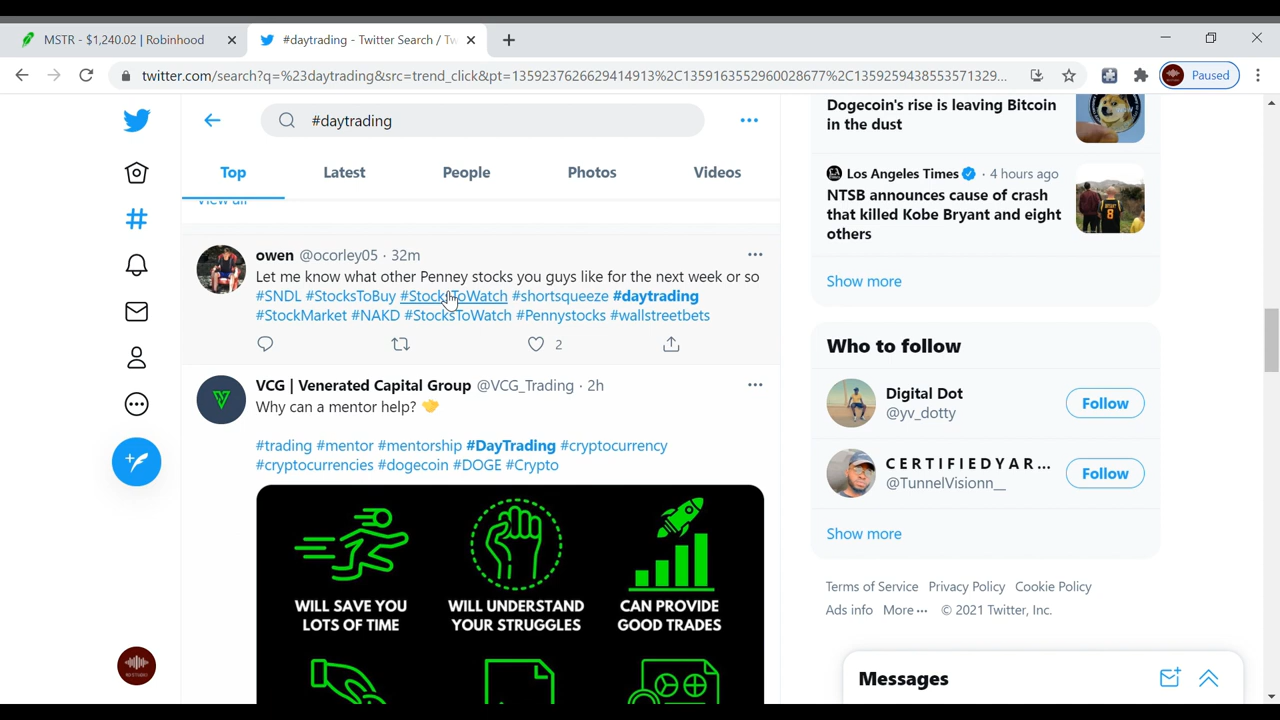 MSTR - $1,240.02 | Robinhood
#daytrading - Twitter Search / Tw
twitter.com/search?q=%23daytrading&src=trend_click&pt=1359237626629414913%2C1359163552960028677%2C1359259438553571329...
Paused
#daytrading
Top Latest People Photos Videos
View all
owen @ocorley05 · 32m
Let me know what other Penney stocks you guys like for the next week or so
#SNDL #StocksToBuy #StocksToWatch #shortsqueeze #daytrading
#StockMarket #NAKD #StocksToWatch #Pennystocks #wallstreetbets
2
VCG | Venerated Capital Group @VCG_Trading · 2h
Why can a mentor help?
#trading #mentor #mentorship #DayTrading #cryptocurrency
#cryptocurrencies #dogecoin #DOGE #Crypto
WILL SAVE YOU
LOTS OF TIME
WILL UNDERSTAND
YOUR STRUGGLES
CAN PROVIDE
GOOD TRADES
Dogecoin's rise is leaving Bitcoin
in the dust
Los Angeles Times · 4 hours ago
NTSB announces cause of crash
that killed Kobe Bryant and eight
others
Show more
Who to follow
Digital Dot
@yv_dotty
Follow
C E R T I F I E D Y A R ...
@TunnelVisionn_
Follow
Show more
Terms of Service Privacy Policy Cookie Policy
Ads info More··· © 2021 Twitter, Inc.
Messages